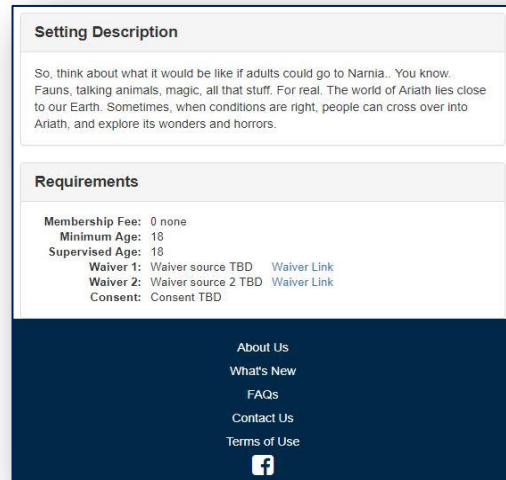 Setting Description
So, think about what it would be like if adults could go to Narnia.. You know.
Fauns, talking animals, magic, all that stuff. For real. The world of Ariath lies close
to our Earth. Sometimes, when conditions are right, people can cross over into
Ariath, and explore its wonders and horrors.
Requirements
Membership Fee: 0 none
Minimum Age: 18
Supervised Age: 18
Waiver 1: Waiver source TBD Waiver Link
Waiver 2: Waiver source 2 TBD Waiver Link
Consent: Consent TBD
About Us
What's New
FAQs
Contact Us
Terms of Use